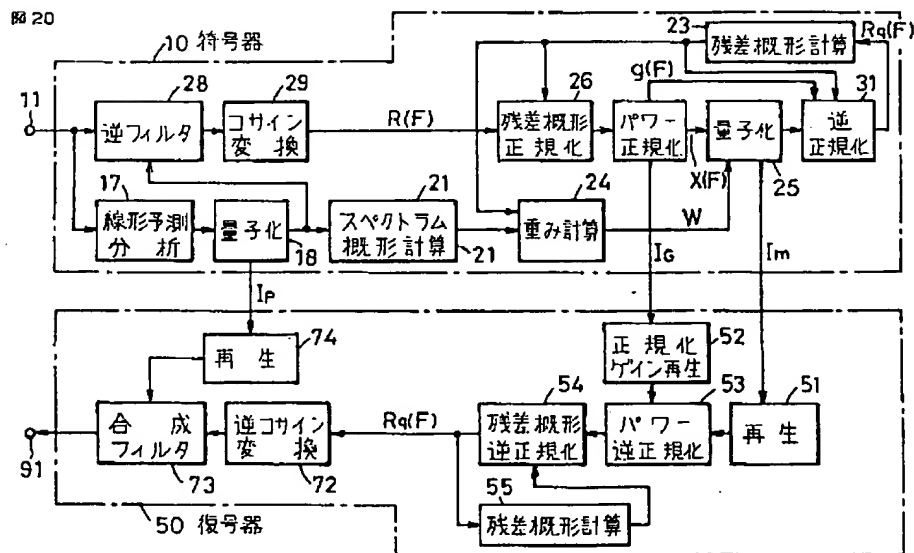 図20
10 符号器
11
28
逆フィルタ
29
コサイン
変換
R(F)
26
残差概形
正規化
g(F)
パワー
正規化
X(F)
量子化
25
23
残差概形計算
Rq(F)
31
逆
正規化
17
線形予測
分析
量子化
18
21
スペクトラム
概形計算
21
24
重み計算
W
IP
IG
Im
74
再生
正規化
ゲイン再生
52
合成
フィルタ
73
逆コサイン
変換
72
Rq(F)
54
残差概形
逆正規化
53
パワー
逆正規化
51
再生
55
残差概形計算
91
50 復号器